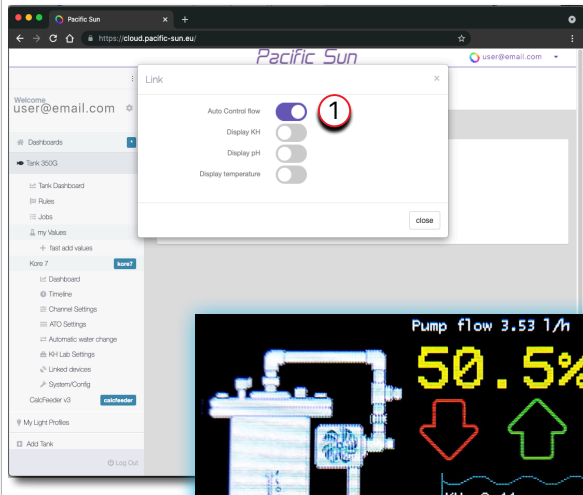 Pacific Sun
https://cloud.pacific-sun.eu/
Pacific Sun
user@email.com
Welcome
user@email.com
Dashboards
Tank 350G
Tank Dashboard
Rules
Jobs
my Values
fast add values
Kore 7
kore7
Dashboard
Timeline
Channel Settings
ATO Settings
Automatic water change
KH Lab Settings
Linked devices
System/Config
CalcFeeder v3
calcfeeder
My Light Profiles
Add Tank
Log Out
Link
Auto Control flow
1
Display KH
Display pH
Display temperature
close
Pump flow 3.53 l/h
50.5%